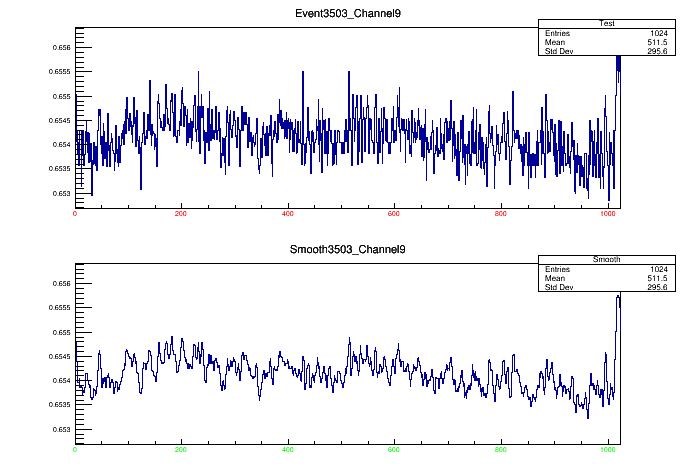 Event3503_Channel9
Test
Entries 1024
Mean 511.5
Std Dev 295.6
0.656
0.6555
0.655
0.6545
0.654
0.6535
0.653
0 200 400 600 800 1000
Smooth3503_Channel9
Smooth
Entries 1024
Mean 511.5
Std Dev 295.6
0.656
0.6555
0.655
0.6545
0.654
0.6535
0.653
0 200 400 600 800 1000